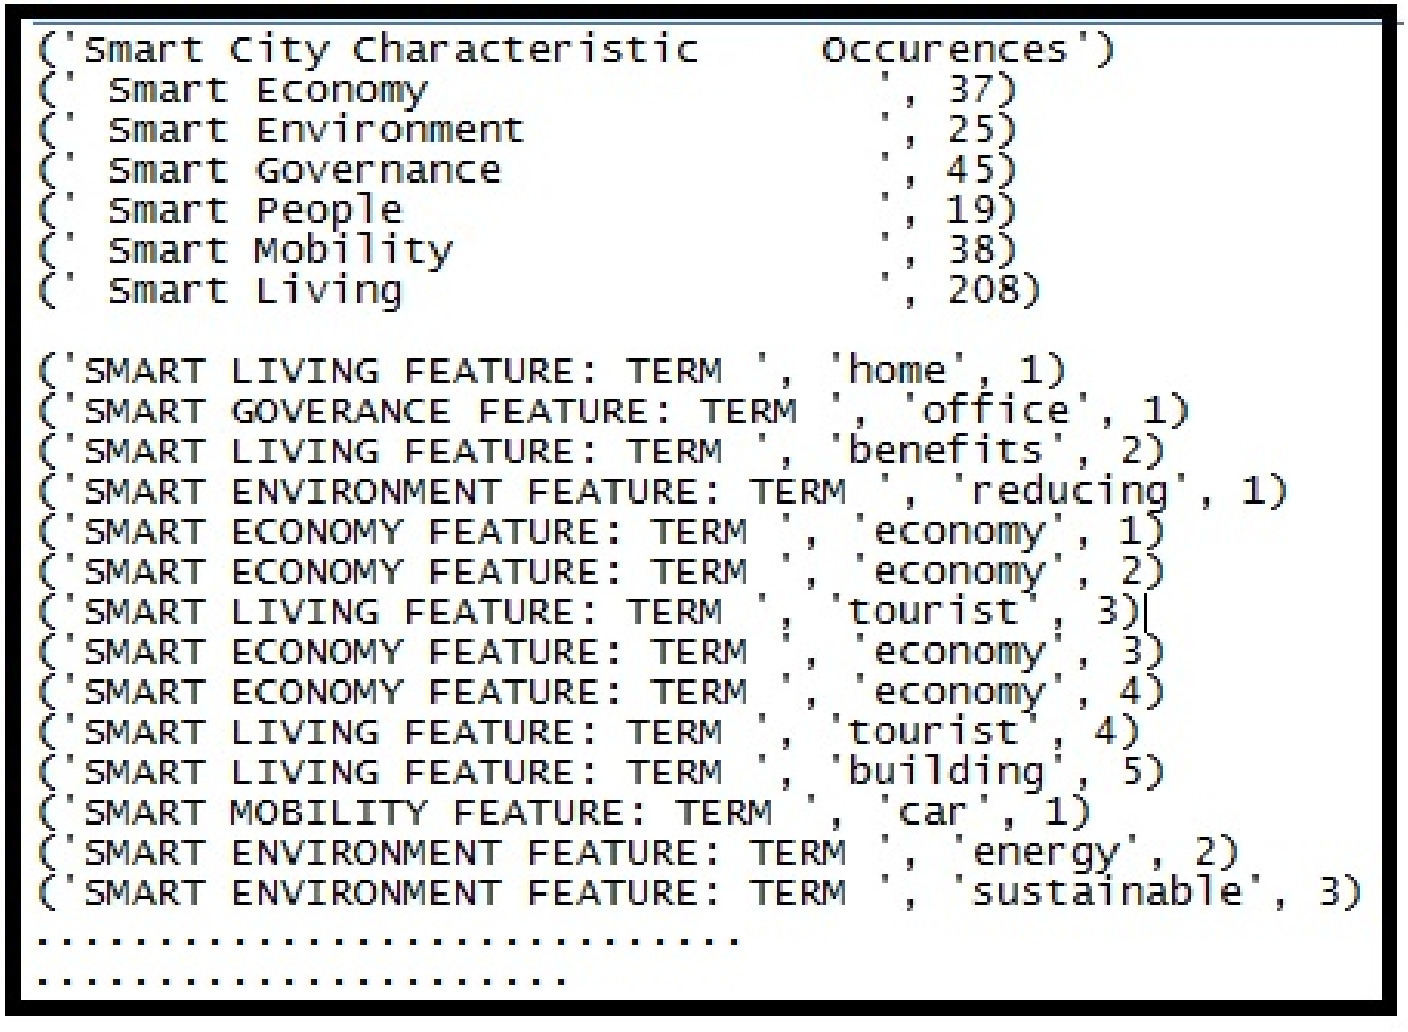 ('Smart City Characteristic     Occurences')
(' Smart Economy                   ', 37)
(' Smart Environment               ', 25)
(' Smart Governance                ', 45)
(' Smart People                    ', 19)
(' Smart Mobility                  ', 38)
(' Smart Living                    ', 208)
('SMART LIVING FEATURE: TERM ', 'home', 1)
('SMART GOVERANCE FEATURE: TERM ', 'office', 1)
('SMART LIVING FEATURE: TERM ', 'benefits', 2)
('SMART ENVIRONMENT FEATURE: TERM ', 'reducing', 1)
('SMART ECONOMY FEATURE: TERM ', 'economy', 1)
('SMART ECONOMY FEATURE: TERM ', 'economy', 2)
('SMART LIVING FEATURE: TERM ', 'tourist', 3)
('SMART ECONOMY FEATURE: TERM ', 'economy', 3)
('SMART ECONOMY FEATURE: TERM ', 'economy', 4)
('SMART LIVING FEATURE: TERM ', 'tourist', 4)
('SMART LIVING FEATURE: TERM ', 'building', 5)
('SMART MOBILITY FEATURE: TERM ', 'car', 1)
('SMART ENVIRONMENT FEATURE: TERM ', 'energy', 2)
('SMART ENVIRONMENT FEATURE: TERM ', 'sustainable', 3)
.............................
......................